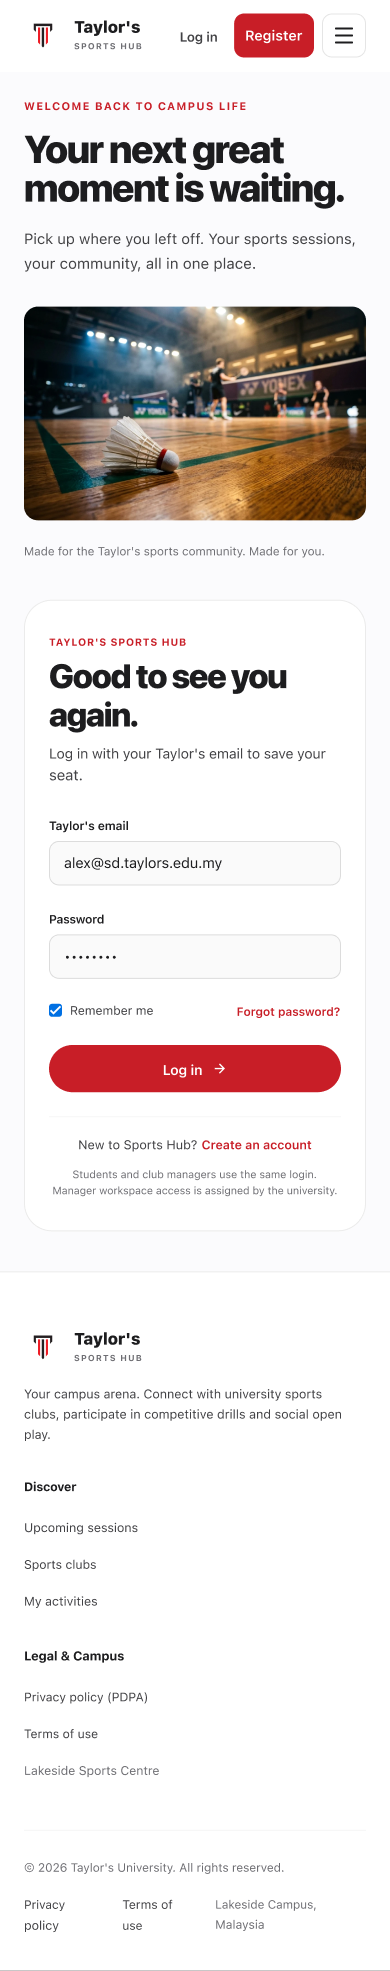 Taylor's
SPORTS HUB
Log in
Register
WELCOME BACK TO CAMPUS LIFE
Your next great
moment is waiting.
Pick up where you left off. Your sports sessions,
your community, all in one place.
YONEX
YONEX
Made for the Taylor's sports community. Made for you.
TAYLOR'S SPORTS HUB
Good to see you
again.
Log in with your Taylor's email to save your
seat.
Taylor's email
alex@sd.taylors.edu.my
Password
••••••••
Remember me
Forgot password?
Log in →
New to Sports Hub? Create an account
Students and club managers use the same login.
Manager workspace access is assigned by the university.
Taylor's
SPORTS HUB
Your campus arena. Connect with university sports
clubs, participate in competitive drills and social open
play.
Discover
Upcoming sessions
Sports clubs
My activities
Legal & Campus
Privacy policy (PDPA)
Terms of use
Lakeside Sports Centre
© 2026 Taylor's University. All rights reserved.
Privacy policy
Terms of use
Lakeside Campus, Malaysia